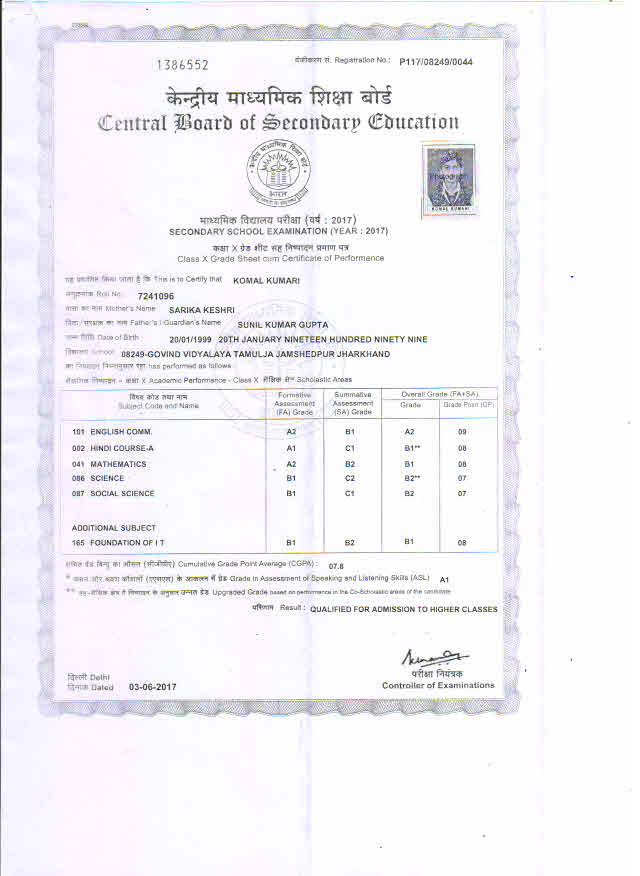 1386552
पंजीकरण सं. Registration No.: P117/08249/0044
केन्द्रीय माध्यमिक शिक्षा बोर्ड
Central Board of Secondary Education
भारत
Photograph
KOMAL KUMARI
माध्यमिक विद्यालय परीक्षा (वर्ष : 2017)
SECONDARY SCHOOL EXAMINATION (YEAR : 2017)
कक्षा X ग्रेड शीट सह निष्पादन प्रमाण पत्र
Class X Grade Sheet cum Certificate of Performance
यह प्रमाणित किया जाता है कि This is to Certify that KOMAL KUMARI
अनुक्रमांक Roll No. 7241096
माता का नाम Mother's Name SARIKA KESHRI
पिता / संरक्षक का नाम Father's / Guardian's Name SUNIL KUMAR GUPTA
जन्म तिथि Date of Birth 20/01/1999 20TH JANUARY NINETEEN HUNDRED NINETY NINE
विद्यालय School 08249-GOVIND VIDYALAYA TAMULJA JAMSHEDPUR JHARKHAND
का निष्पादन निम्नानुसार रहा has performed as follows
शैक्षणिक निष्पादन - कक्षा X Academic Performance - Class X शैक्षिक क्षेत्र Scholastic Areas
विषय कोड तथा नाम Subject Code and Name Formative Assessment (FA) Grade Summative Assessment (SA) Grade Overall Grade (FA+SA) Grade Grade Point (GP)
101 ENGLISH COMM. A2 B1 A2 09
002 HINDI COURSE-A A1 C1 B1** 08
041 MATHEMATICS A2 B2 B1 08
086 SCIENCE B1 C2 B2** 07
087 SOCIAL SCIENCE B1 C1 B2 07
ADDITIONAL SUBJECT
165 FOUNDATION OF I T B1 B2 B1 08
संचित ग्रेड बिन्दु का औसत (सीजीपीए) Cumulative Grade Point Average (CGPA) : 07.8
* वाचन और श्रवण कौशलों (एएसएल) के आकलन में ग्रेड Grade in Assessment of Speaking and Listening Skills (ASL) A1
** सह-शैक्षिक क्षेत्र में निष्पादन के अनुसार उन्नत ग्रेड Upgraded Grade based on performance in the Co-Scholastic areas of the candidate
परिणाम Result : QUALIFIED FOR ADMISSION TO HIGHER CLASSES
दिल्ली Delhi
दिनांक Dated 03-06-2017
परीक्षा नियंत्रक
Controller of Examinations